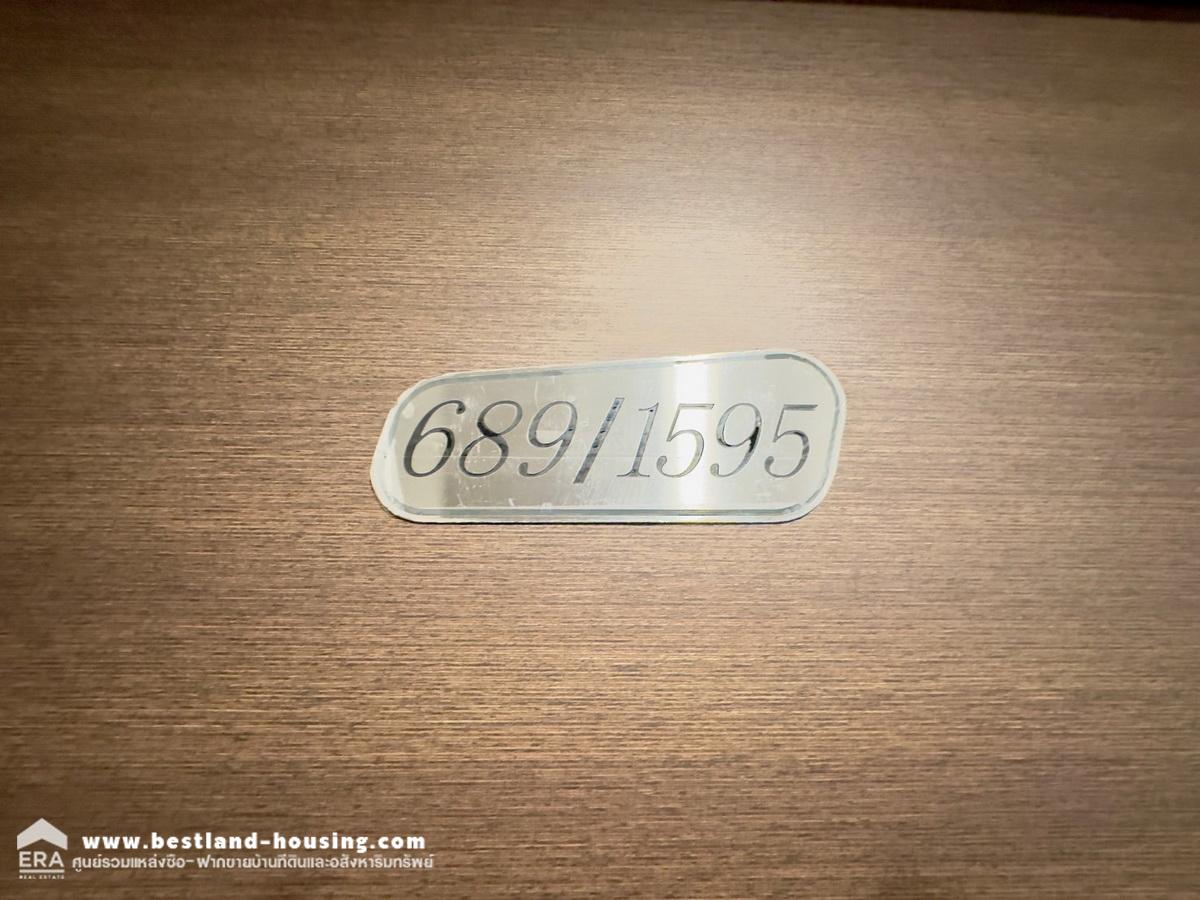 689/1595
www.bestland-housing.com
ERA
REAL ESTATE
ศูนย์รวมแหล่งซื้อ-ฝากขายบ้านที่ดินและอสังหาริมทรัพย์